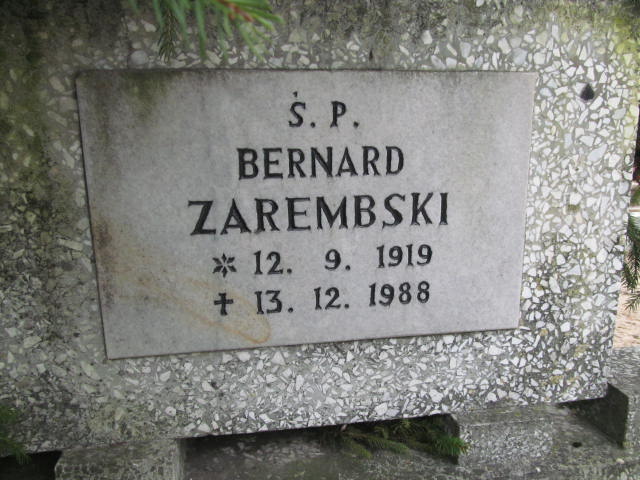 Ś. P.
BERNARD
ZAREMBSKI
* 12. 9. 1919
✝ 13. 12. 1988